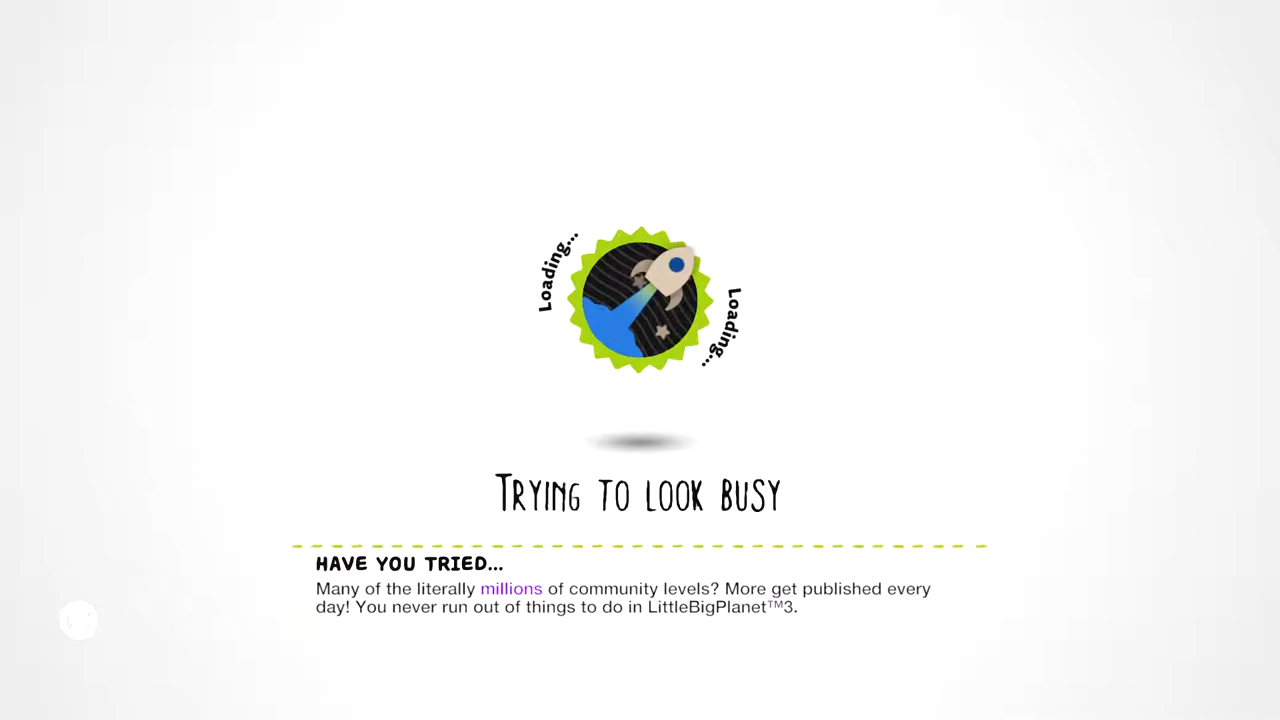 Loading...
Loading...
TRYING TO LOOK BUSY
HAVE YOU TRIED...
Many of the literally millions of community levels? More get published every
day! You never run out of things to do in LittleBigPlanet™3.